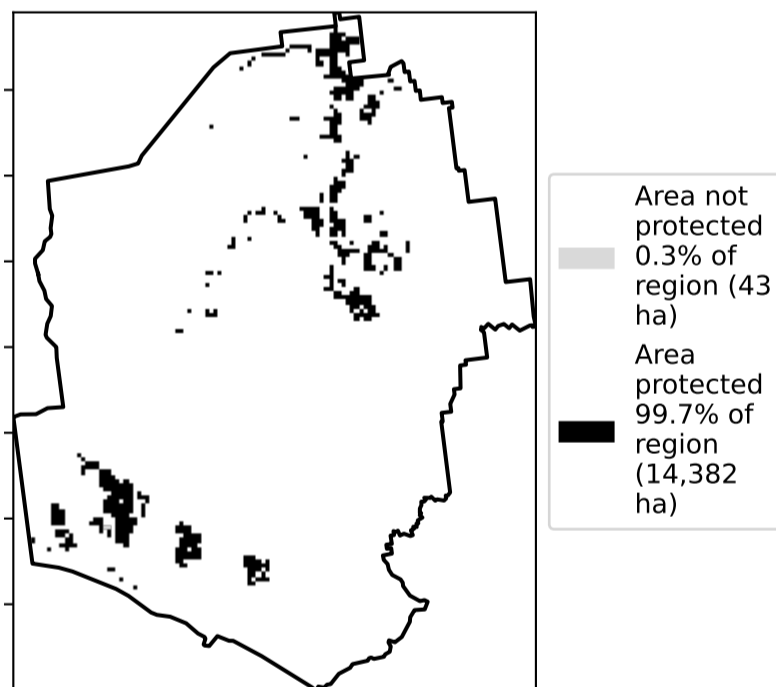 Area not
protected
0.3% of
region (43
ha)
Area
protected
99.7% of
region
(14,382
ha)